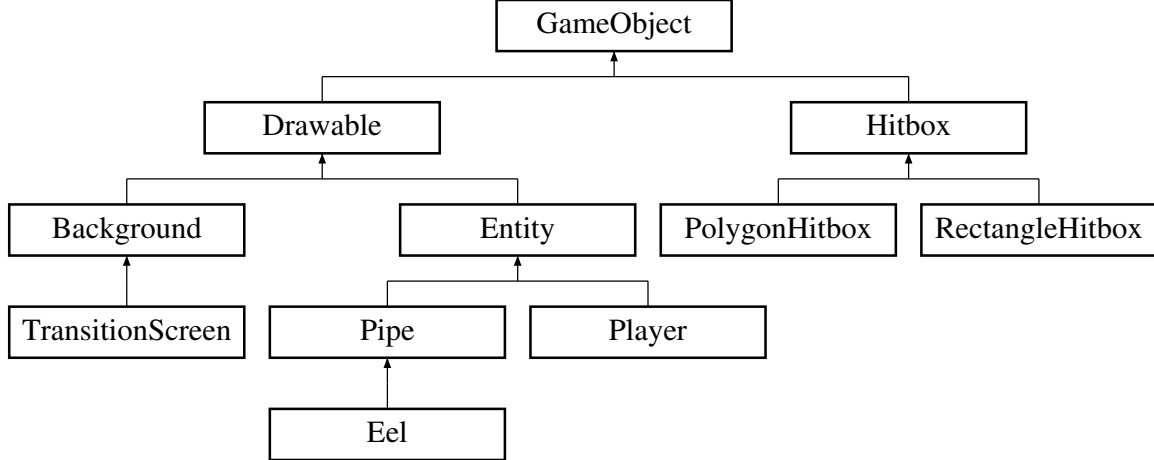 GameObject
Drawable
Hitbox
Background
Entity
PolygonHitbox
RectangleHitbox
TransitionScreen
Pipe
Player
Eel